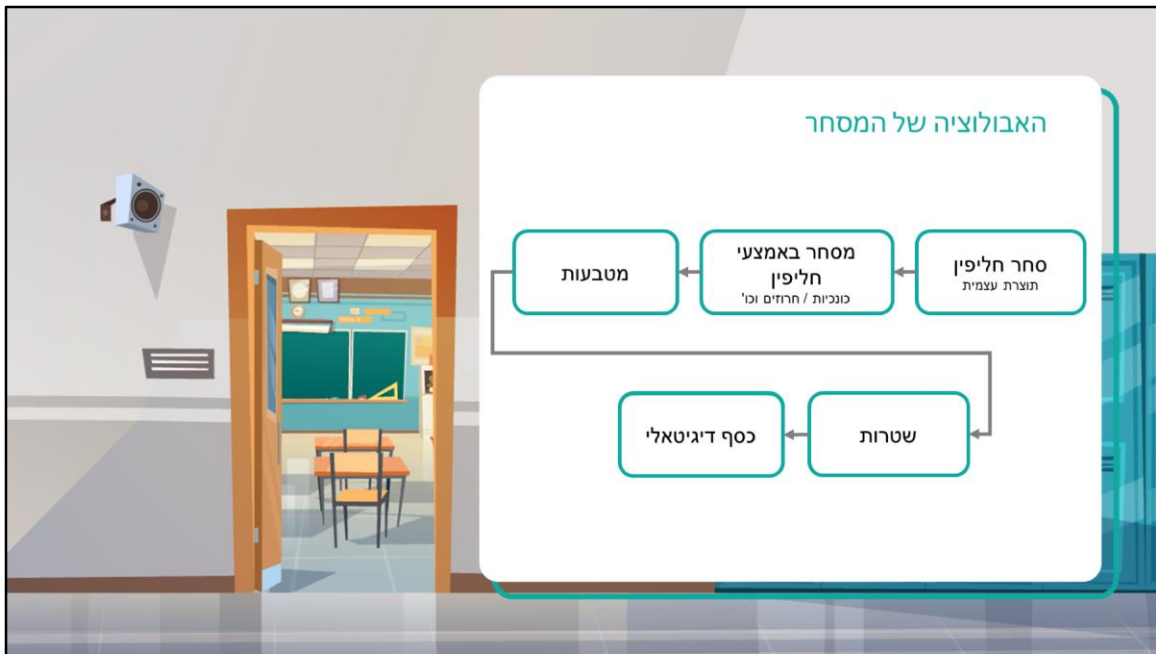 האבולוציה של המסחר
סחר חליפין
תוצרת עצמית
מסחר באמצעי
חליפין
כונכיות / חרוזים וכו'
מטבעות
שטרות
כסף דיגיטאלי